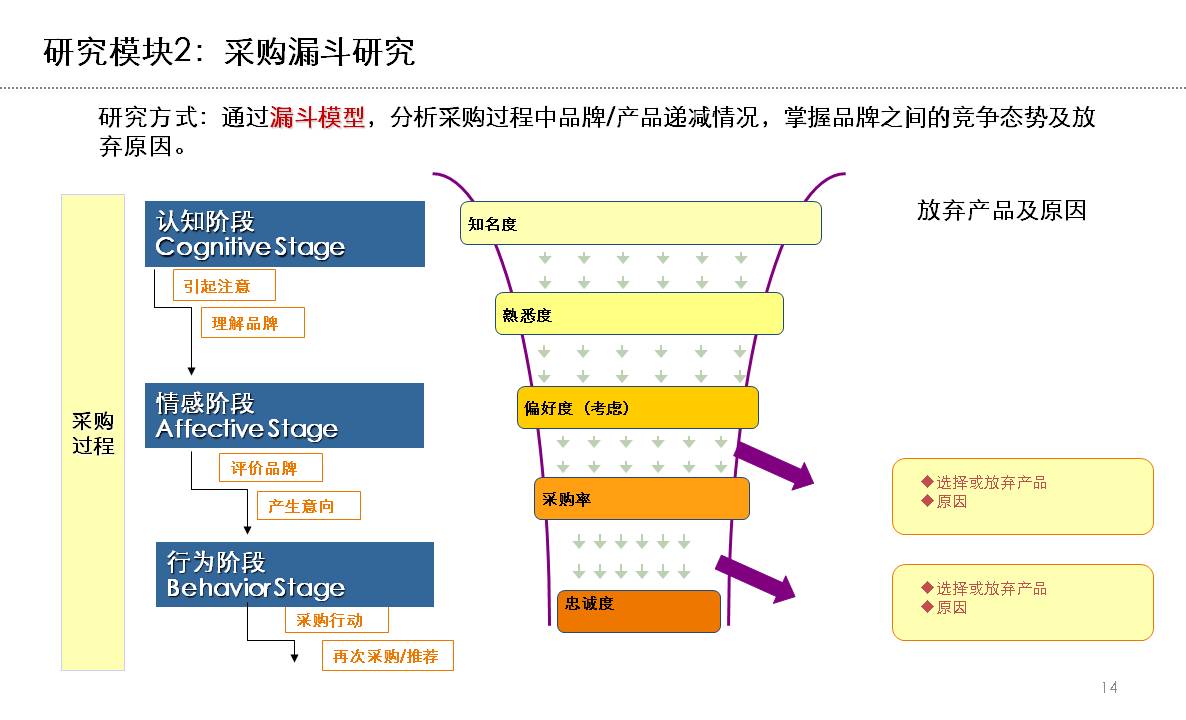 研究模块2：采购漏斗研究
研究方式：通过漏斗模型，分析采购过程中品牌/产品递减情况，掌握品牌之间的竞争态势及放
弃原因。
采购
过程
认知阶段
Cognitive Stage
引起注意
理解品牌
情感阶段
Affective Stage
评价品牌
产生意向
行为阶段
Behavior Stage
采购行动
再次采购/推荐
知名度
熟悉度
偏好度（考虑）
采购率
忠诚度
放弃产品及原因
◆选择或放弃产品
◆原因
◆选择或放弃产品
◆原因
14